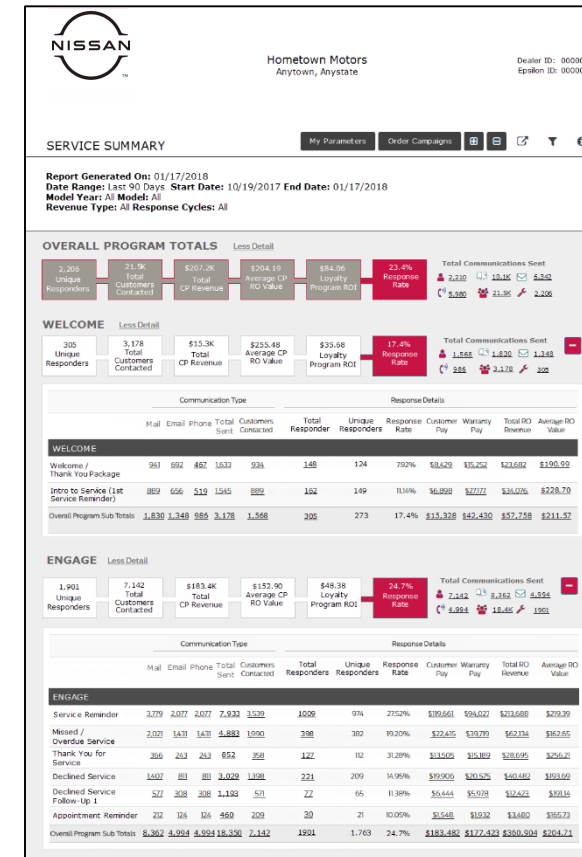 NISSAN
Hometown Motors
Anytown, Anystate
Dealer ID: 0000
Epsilon ID: 0000
SERVICE SUMMARY
My Parameters
Order Campaigns
Report Generated On: 01/17/2018
Date Range: Last 90 Days Start Date: 10/19/2017 End Date: 01/17/2018
Model Year: All Model: All
Revenue Type: All Response Cycles: All
OVERALL PROGRAM TOTALS Less Detail
2,206 Unique Responders
21.5K Total Customers Contacted
$207.2K Total CP Revenue
$204.19 Average CP RO Value
$84.06 Loyalty Program ROI
23.4% Response Rate
Total Communications Sent
2,210 10.1K 6,342
5,980 21.5K 2,206
WELCOME Less Detail
305 Unique Responders
3,178 Total Customers Contacted
$15.3K Total CP Revenue
$255.48 Average CP RO Value
$35.68 Loyalty Program ROI
17.4% Response Rate
Total Communications Sent
1,568 1,830 1,348
986 3,178 305
Communication Type Response Details
Mail Email Phone Total Sent Customers Contacted Total Responder Unique Responders Response Rate Customer Pay Warranty Pay Total RO Revenue Average RO Value
WELCOME
Welcome / Thank You Package 941 692 467 1,633 934 148 124 7.92% $8,429 $15,252 $23,682 $190.99
Intro to Service (1st Service Reminder) 889 656 519 1,545 889 162 149 11.14% $6,898 $27,177 $34,076 $228.70
Overall Program Sub Totals 1,830 1,348 986 3,178 1,568 305 273 17.4% $15,328 $42,430 $57,758 $211.57
ENGAGE Less Detail
1,901 Unique Responders
7,142 Total Customers Contacted
$183.4K Total CP Revenue
$152.90 Average CP RO Value
$48.38 Loyalty Program ROI
24.7% Response Rate
Total Communications Sent
7,142 8,362 4,994
4,994 18.4K 1901
Communication Type Response Details
Mail Email Phone Total Sent Customers Contacted Total Responders Unique Responders Response Rate Customer Pay Warranty Pay Total RO Revenue Average RO Value
ENGAGE
Service Reminder 3,779 2,077 2,077 7,933 3,539 1009 974 27.52% $119,661 $94,027 $213,688 $219.39
Missed / Overdue Service 2,021 1,431 1,431 4,883 1,990 398 382 19.20% $22,415 $39,719 $62,134 $162.65
Thank You for Service 366 243 243 852 358 127 112 31.28% $13,505 $15,189 $28,695 $256.21
Declined Service 1,407 811 811 3,029 1,398 221 209 14.95% $19,906 $20,575 $40,482 $193.69
Declined Service Follow-Up 1 577 308 308 1,193 571 77 65 11.38% $6,444 $5,978 $12,423 $191.14
Appointment Reminder 212 124 124 460 209 30 21 10.05% $1,548 $1,932 $3,480 $165.73
Overall Program Sub Totals 8,362 4,994 4,994 18,350 7,142 1901 1,763 24.7% $183,482 $177,423 $360,904 $204.71